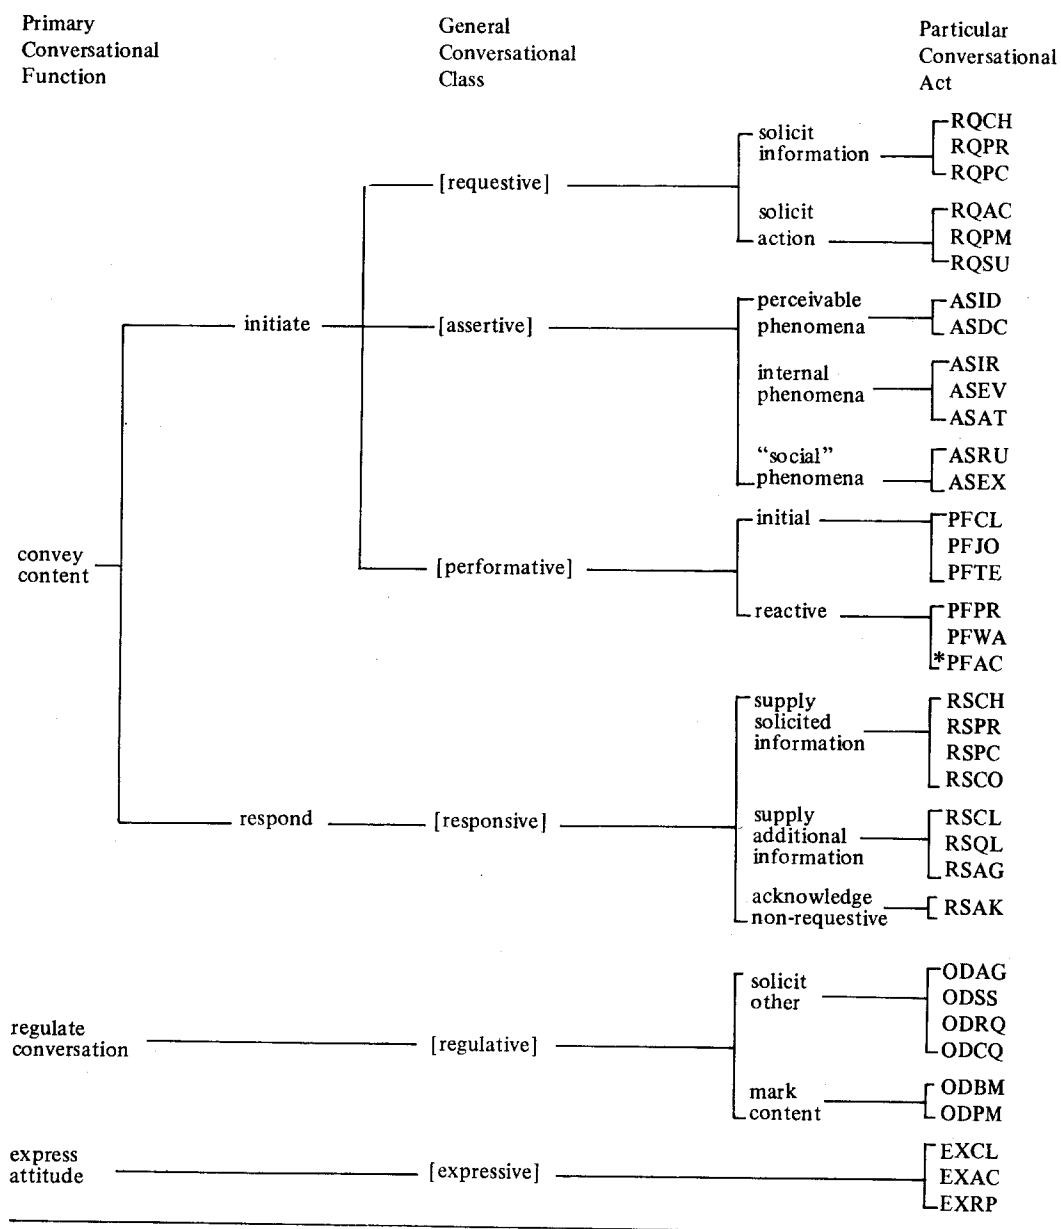 Primary
Conversational
Function
General
Conversational
Class
Particular
Conversational
Act
solicit
information
RQCH
RQPR
RQPC
[requestive]
solicit
action
RQAC
RQPM
RQSU
initiate
[assertive]
perceivable
phenomena
ASID
ASDC
internal
phenomena
ASIR
ASEV
ASAT
“social”
phenomena
ASRU
ASEX
convey
content
[performative]
initial
PFCL
PFJO
PFTE
reactive
PFPR
PFWA
*PFAC
respond
[responsive]
supply
solicited
information
RSCH
RSPR
RSPC
RSCO
supply
additional
information
RSCL
RSQL
RSAG
acknowledge
non-requestive
RSAK
regulate
conversation
[regulative]
solicit
other
ODAG
ODSS
ODRQ
ODCQ
mark
content
ODBM
ODPM
express
attitude
[expressive]
EXCL
EXAC
EXRP